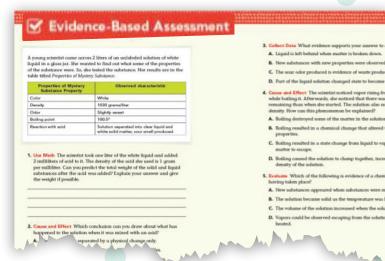 Evidence-Based Assessment
A young scientist came across 2 liters of an unlabeled solution of white
liquid in a glass jar. She wanted to find out what some of the properties
of the substance were. So, she tested the substance. Her results are in the
table titled Properties of Mystery Substance.
Properties of Mystery Substance Property
Observed characteristic
Color
White
Density
1030 grams/liter
Odor
Slightly sweet
Boiling point
100.5°
Reaction with acid
Solution separated into clear liquid and
white solid matter, sour smell produced
1. Use Math The scientist took one liter of the white liquid and added
2 milliliters of acid to it. The density of the acid she used is 1 gram
per milliliter. Can you predict the total weight of the solid and liquid
substances after the acid was added? Explain your answer and give
the weight if possible.
2. Cause and Effect Which conclusion can you draw about what has
happened to the solution when it was mixed with an acid?
separated by a physical change only.
3. Collect Data What evidence supports your answer to
A. Liquid is left behind when matter is broken down.
B. New substances with new properties were observed
C. The sour odor produced is evidence of waste produ
D. Part of the liquid solution changed state to become
4. Cause and Effect The scientist noticed vapor rising fr
while boiling it. Afterwards, she noticed that there was
remaining than when she started. The solution also
density. How can this phenomenon be explained?
A. Boiling destroyed some of the matter in the solution
B. Boiling resulted in a chemical change that altered
properties.
C. Boiling resulted in a state change from liquid to vap
matter to escape.
D. Boiling caused the solution to clump together, increa
density of the solution.
5. Evaluate Which of the following is evidence of a chem
having taken place?
A. New substances appeared when substances were
B. The solution became solid as the temperature was
C. The volume of the solution increased when the solu
D. Vapors could be observed escaping from the solutio
heated.